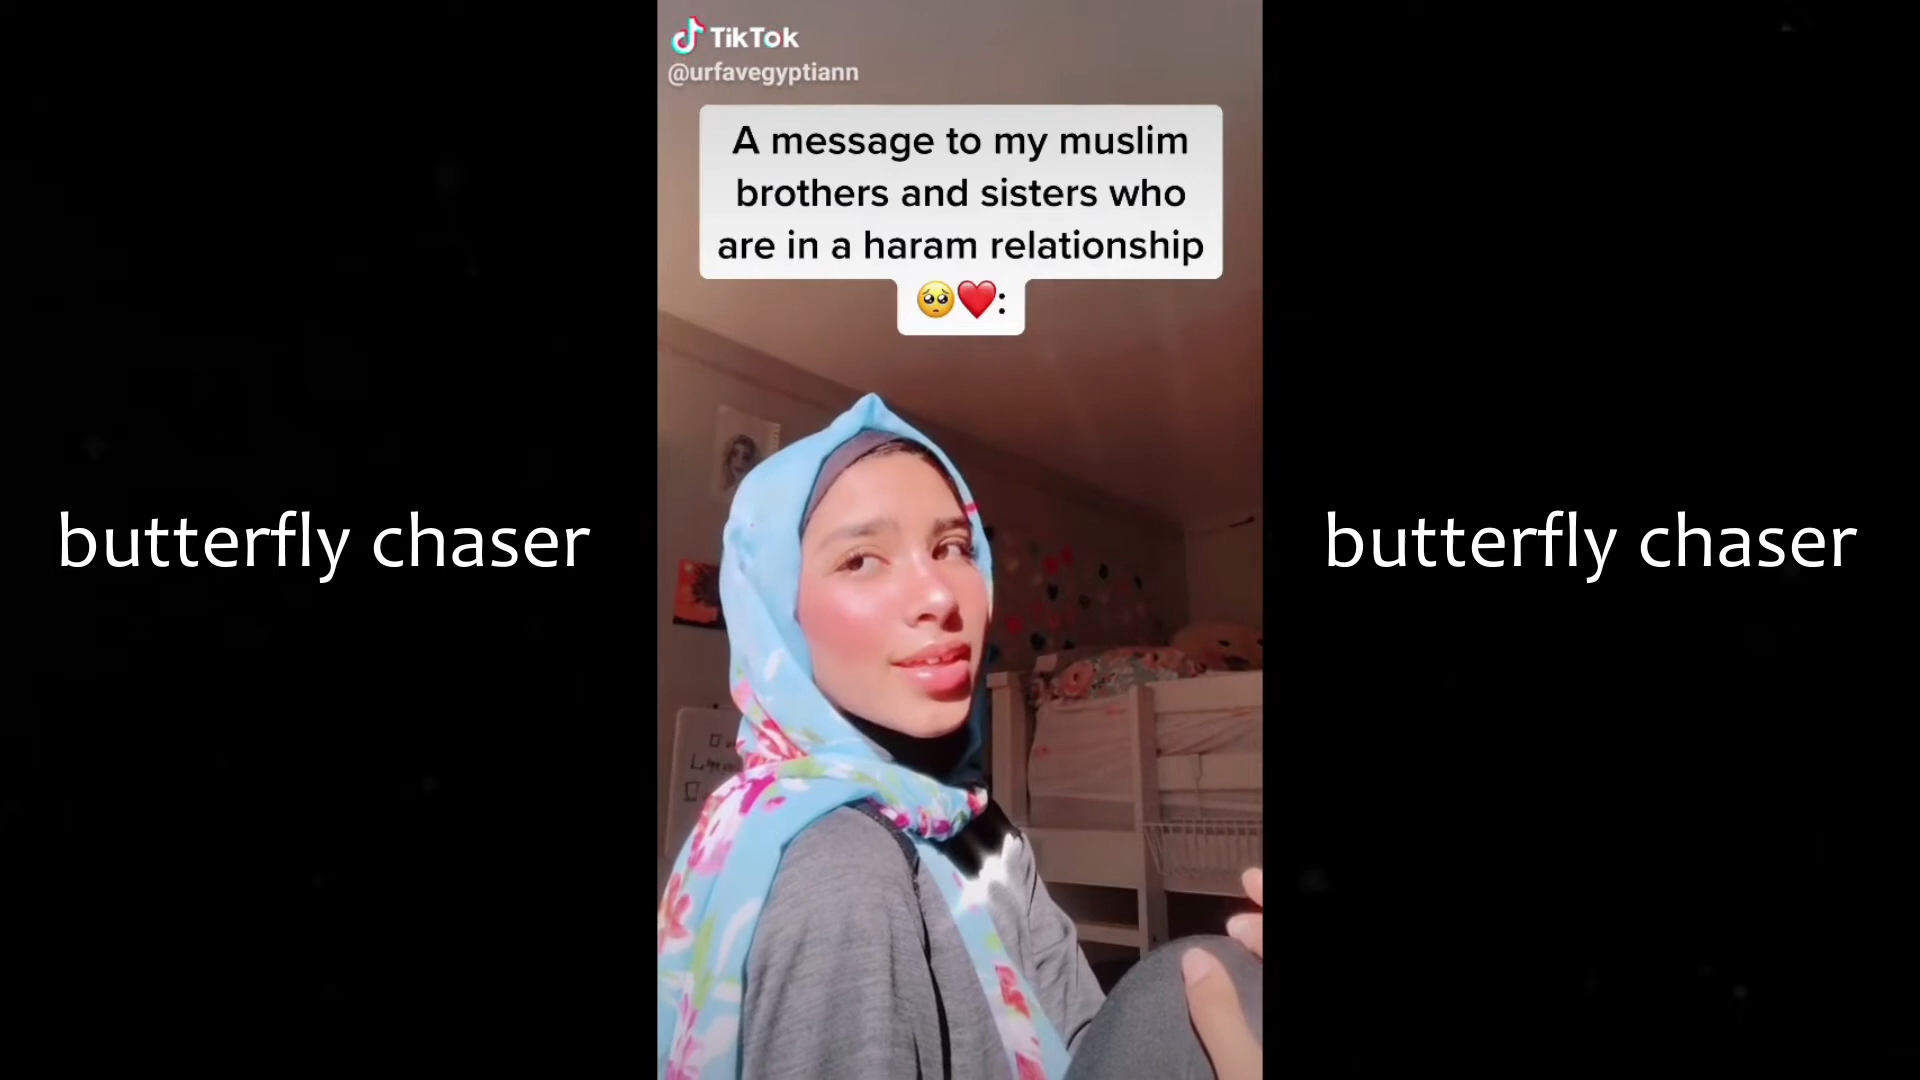 TikTok
@urfavegyptiann
A message to my muslim
brothers and sisters who
are in a haram relationship
🥺❤️:
butterfly chaser
butterfly chaser